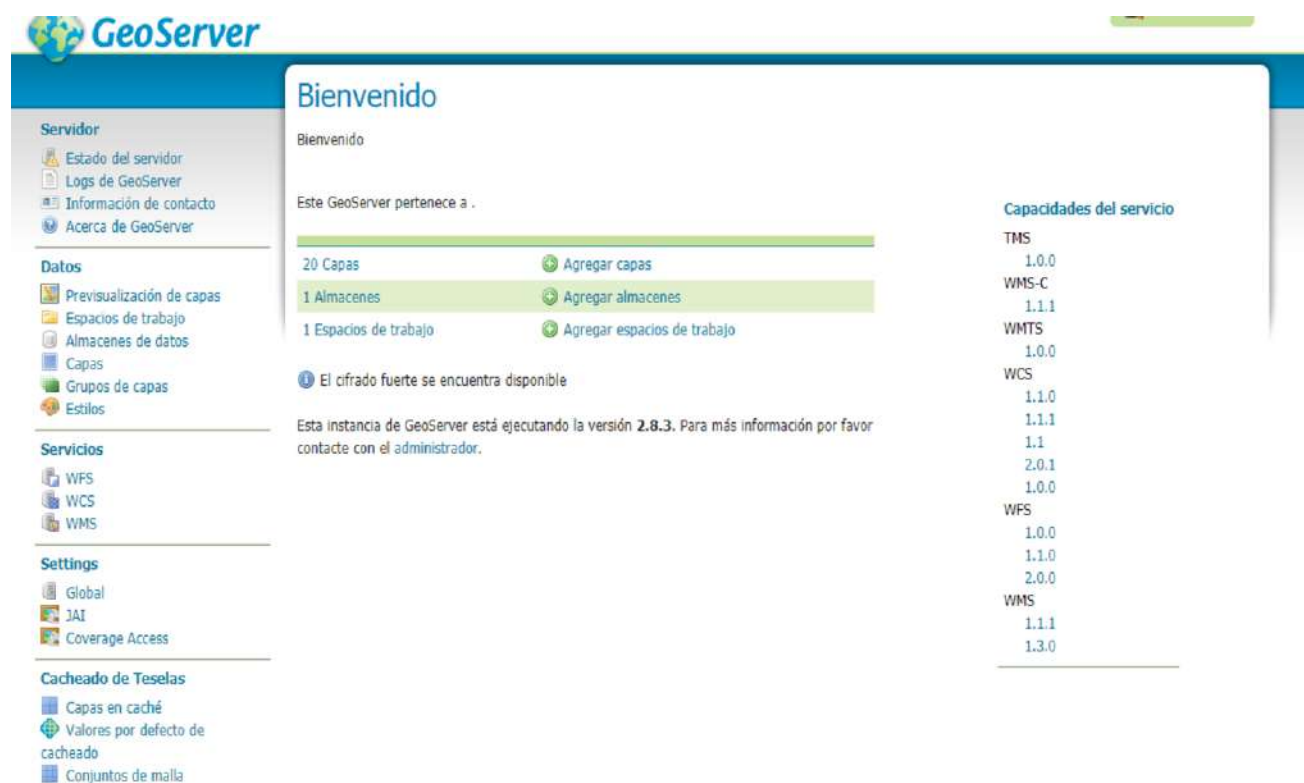 GeoServer
Servidor
Estado del servidor
Logs de GeoServer
Información de contacto
Acerca de GeoServer
Datos
Previsualización de capas
Espacios de trabajo
Almacenes de datos
Capas
Grupos de capas
Estilos
Servicios
WFS
WCS
WMS
Settings
Global
JAI
Coverage Access
Cacheado de Teselas
Capas en caché
Valores por defecto de
cacheado
Conjuntos de malla
Bienvenido
Bienvenido
Este GeoServer pertenece a .
20 Capas Agregar capas
1 Almacenes Agregar almacenes
1 Espacios de trabajo Agregar espacios de trabajo
El cifrado fuerte se encuentra disponible
Esta instancia de GeoServer está ejecutando la versión 2.8.3. Para más información por favor
contacte con el administrador.
Capacidades del servicio
TMS
1.0.0
WMS-C
1.1.1
WMTS
1.0.0
WCS
1.1.0
1.1.1
1.1
2.0.1
1.0.0
WFS
1.0.0
1.1.0
2.0.0
WMS
1.1.1
1.3.0